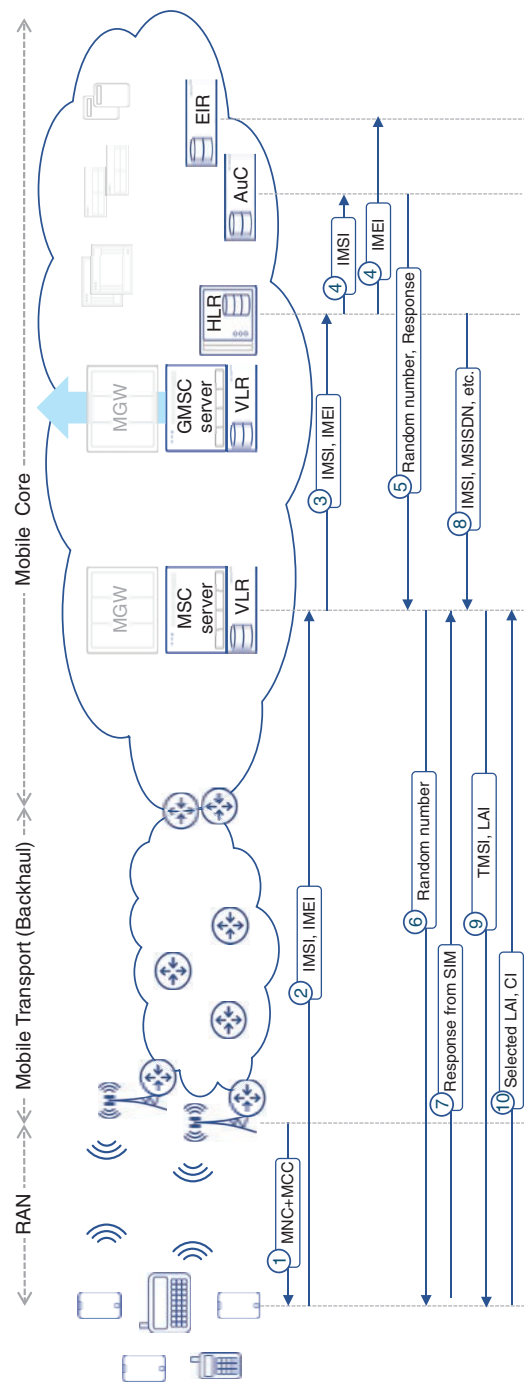 RAN
Mobile Transport (Backhaul)
Mobile Core
MGW
MGW
MSC
server
VLR
GMSC
server
VLR
HLR
AuC
EIR
1 MNC+MCC
2 IMSI, IMEI
3 IMSI, IMEI
4 IMSI
4 IMEI
5 Random number, Response
6 Random number
7 Response from SIM
8 IMSI, MSISDN, etc.
9 TMSI, LAI
10 Selected LAI, CI